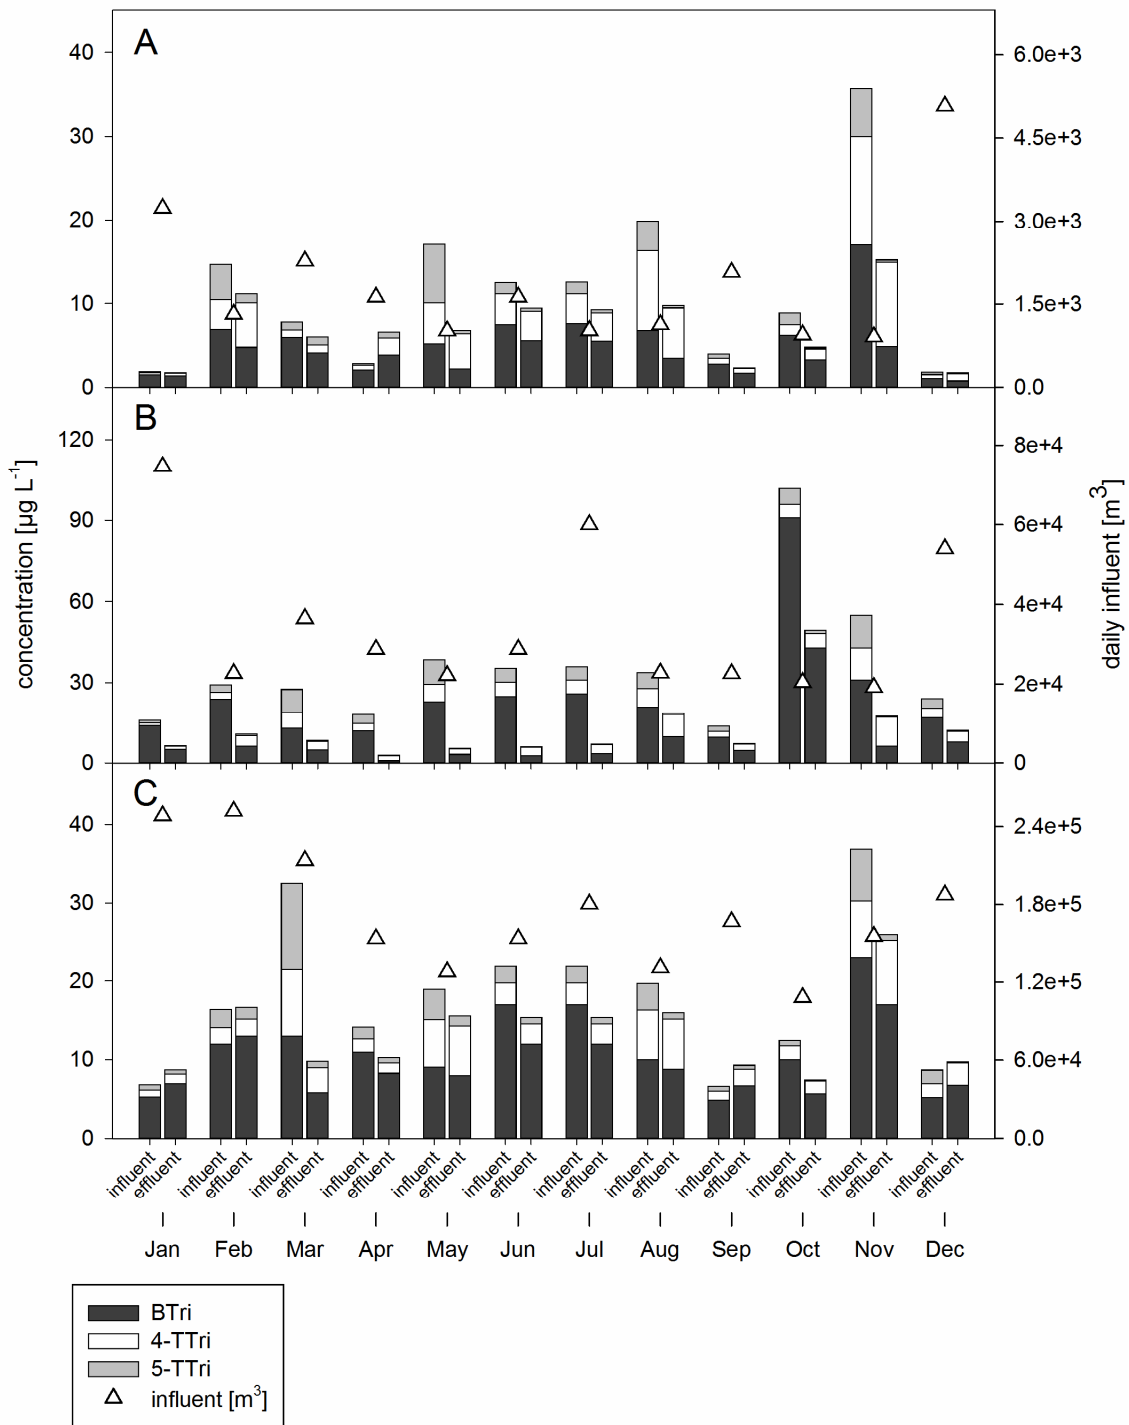 A
40
30
20
10
0
6.0e+3
4.5e+3
3.0e+3
1.5e+3
0.0
B
120
90
60
30
0
8e+4
6e+4
4e+4
2e+4
0
concentration [µg L⁻¹]
daily influent [m³]
C
40
30
20
10
0
2.4e+5
1.8e+5
1.2e+5
6.0e+4
0.0
influent effluent influent effluent influent effluent influent effluent influent effluent influent effluent influent effluent influent effluent influent effluent influent effluent influent effluent influent effluent
Jan Feb Mar Apr May Jun Jul Aug Sep Oct Nov Dec
BTri
4-TTri
5-TTri
influent [m³]